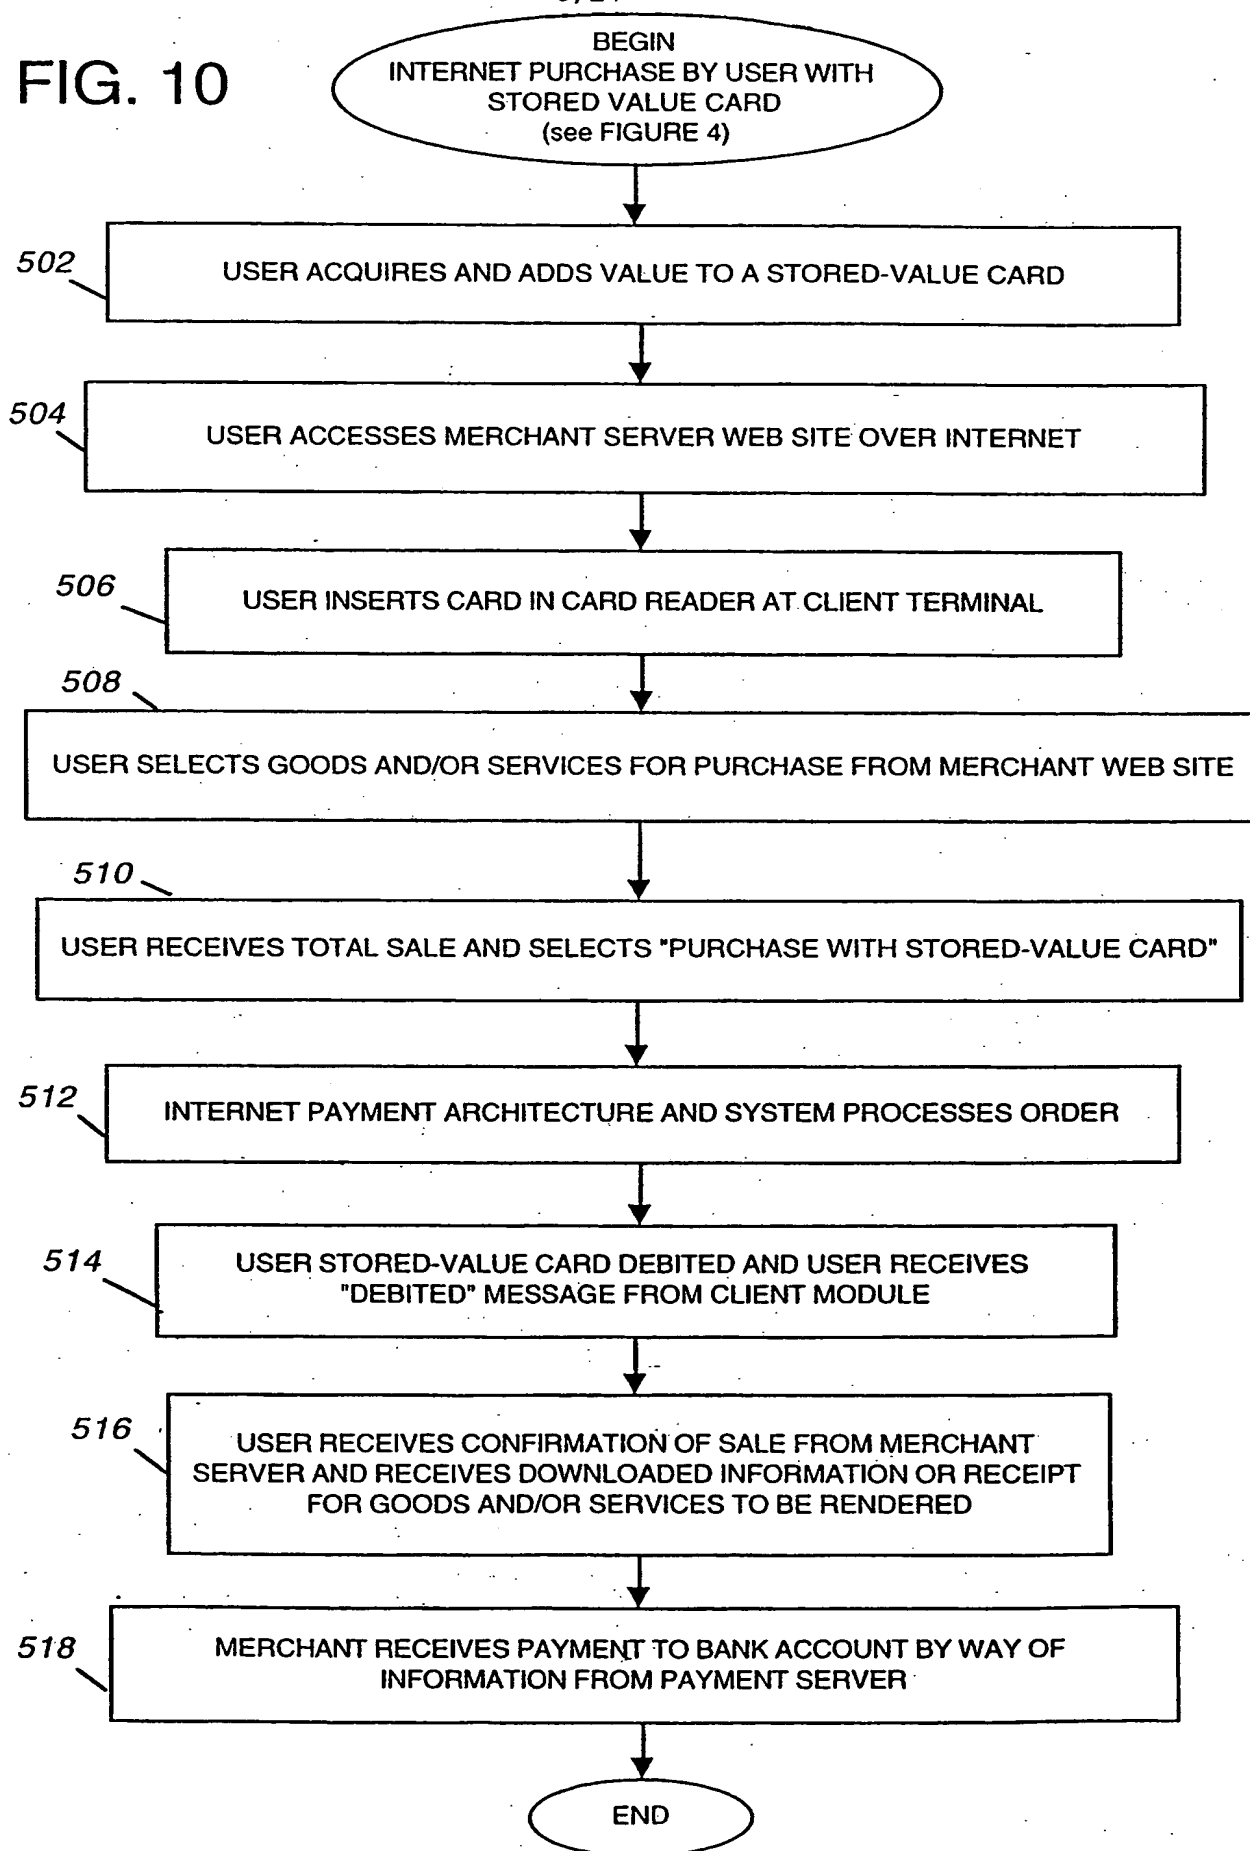 FIG. 10
BEGIN
INTERNET PURCHASE BY USER WITH
STORED VALUE CARD
(see FIGURE 4)
502
USER ACQUIRES AND ADDS VALUE TO A STORED-VALUE CARD
504
USER ACCESSES MERCHANT SERVER WEB SITE OVER INTERNET
506
USER INSERTS CARD IN CARD READER AT CLIENT TERMINAL
508
USER SELECTS GOODS AND/OR SERVICES FOR PURCHASE FROM MERCHANT WEB SITE
510
USER RECEIVES TOTAL SALE AND SELECTS "PURCHASE WITH STORED-VALUE CARD"
512
INTERNET PAYMENT ARCHITECTURE AND SYSTEM PROCESSES ORDER
514
USER STORED-VALUE CARD DEBITED AND USER RECEIVES
"DEBITED" MESSAGE FROM CLIENT MODULE
516
USER RECEIVES CONFIRMATION OF SALE FROM MERCHANT
SERVER AND RECEIVES DOWNLOADED INFORMATION OR RECEIPT
FOR GOODS AND/OR SERVICES TO BE RENDERED
518
MERCHANT RECEIVES PAYMENT TO BANK ACCOUNT BY WAY OF
INFORMATION FROM PAYMENT SERVER
END